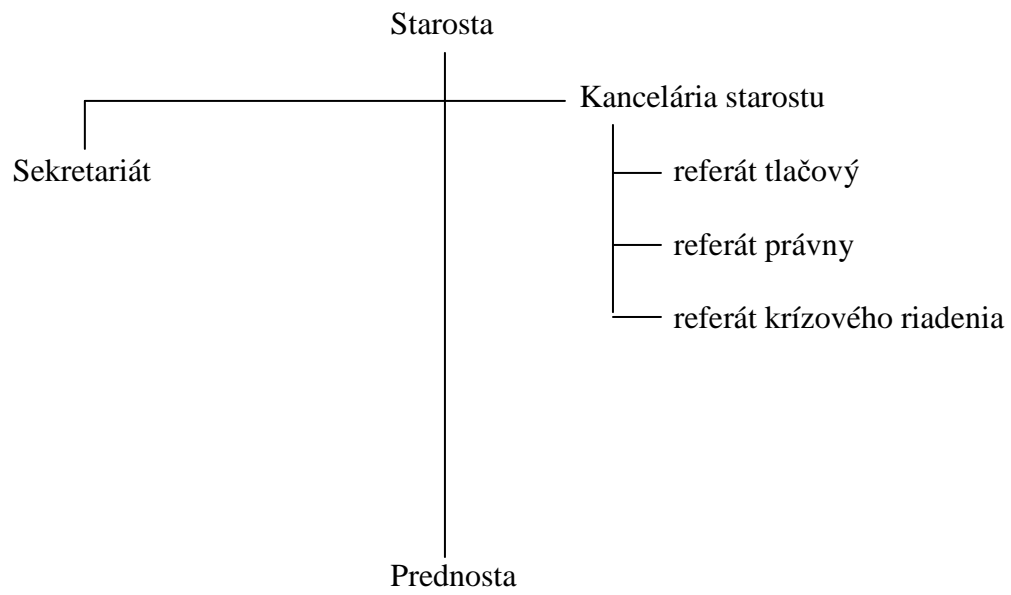 Starosta
Kancelária starostu
Sekretariát
referát tlačový
referát právny
referát krízového riadenia
Prednosta